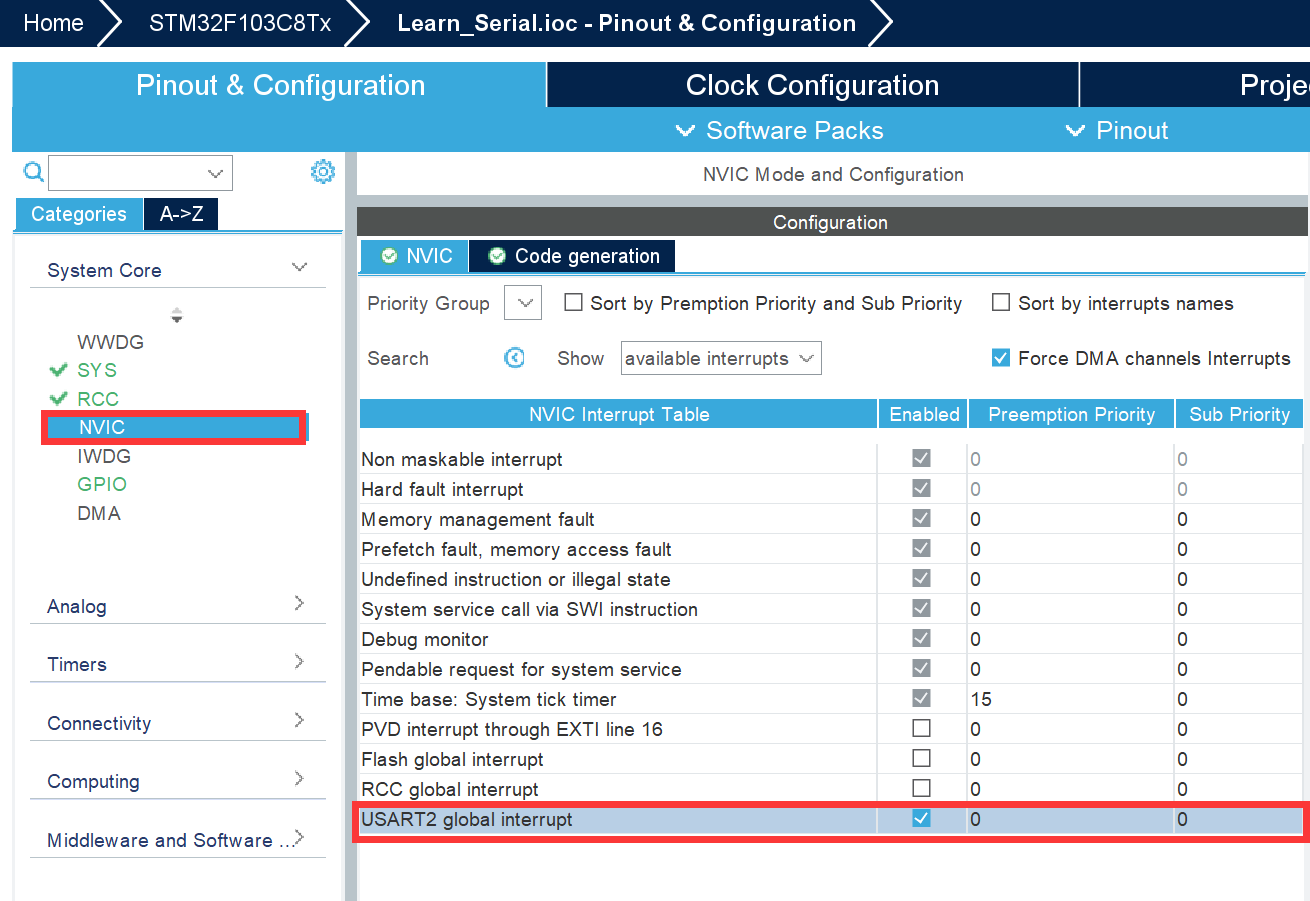 Home STM32F103C8Tx Learn_Serial.ioc - Pinout & Configuration
Pinout & Configuration Clock Configuration Proje
Software Packs Pinout
NVIC Mode and Configuration
Categories A->Z
Configuration
System Core
WWDG
SYS
RCC
NVIC
IWDG
GPIO
DMA
Analog
Timers
Connectivity
Computing
Middleware and Software ...
NVIC Code generation
Priority Group Sort by Premption Priority and Sub Priority Sort by interrupts names
Search Show available interrupts Force DMA channels Interrupts
NVIC Interrupt Table Enabled Preemption Priority Sub Priority
Non maskable interrupt 0 0
Hard fault interrupt 0 0
Memory management fault 0 0
Prefetch fault, memory access fault 0 0
Undefined instruction or illegal state 0 0
System service call via SWI instruction 0 0
Debug monitor 0 0
Pendable request for system service 0 0
Time base: System tick timer 15 0
PVD interrupt through EXTI line 16 0 0
Flash global interrupt 0 0
RCC global interrupt 0 0
USART2 global interrupt 0 0